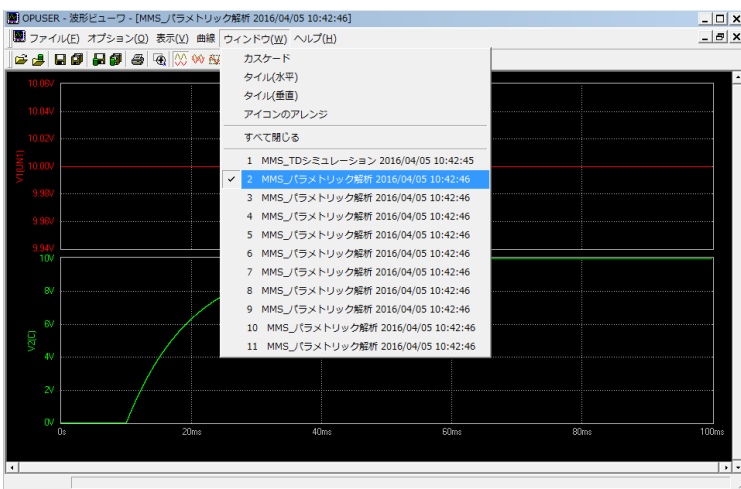 OPUSER - 波形ビューワ - [MMS_パラメトリック解析 2016/04/05 10:42:46]
ファイル(F) オプション(O) 表示(V) 曲線 ウィンドウ(W) ヘルプ(H)
カスケード
タイル(水平)
タイル(垂直)
アイコンのアレンジ
すべて閉じる
1 MMS_TDシミュレーション 2016/04/05 10:42:45
2 MMS_パラメトリック解析 2016/04/05 10:42:46
3 MMS_パラメトリック解析 2016/04/05 10:42:46
4 MMS_パラメトリック解析 2016/04/05 10:42:46
5 MMS_パラメトリック解析 2016/04/05 10:42:46
6 MMS_パラメトリック解析 2016/04/05 10:42:46
7 MMS_パラメトリック解析 2016/04/05 10:42:46
8 MMS_パラメトリック解析 2016/04/05 10:42:46
9 MMS_パラメトリック解析 2016/04/05 10:42:46
10 MMS_パラメトリック解析 2016/04/05 10:42:46
11 MMS_パラメトリック解析 2016/04/05 10:42:46
10.06V
10.04V
10.02V
10.00V
9.98V
9.96V
9.94V
V1(UN1)
10V
8V
6V
4V
2V
0V
0s 20ms 40ms 60ms 80ms 100ms